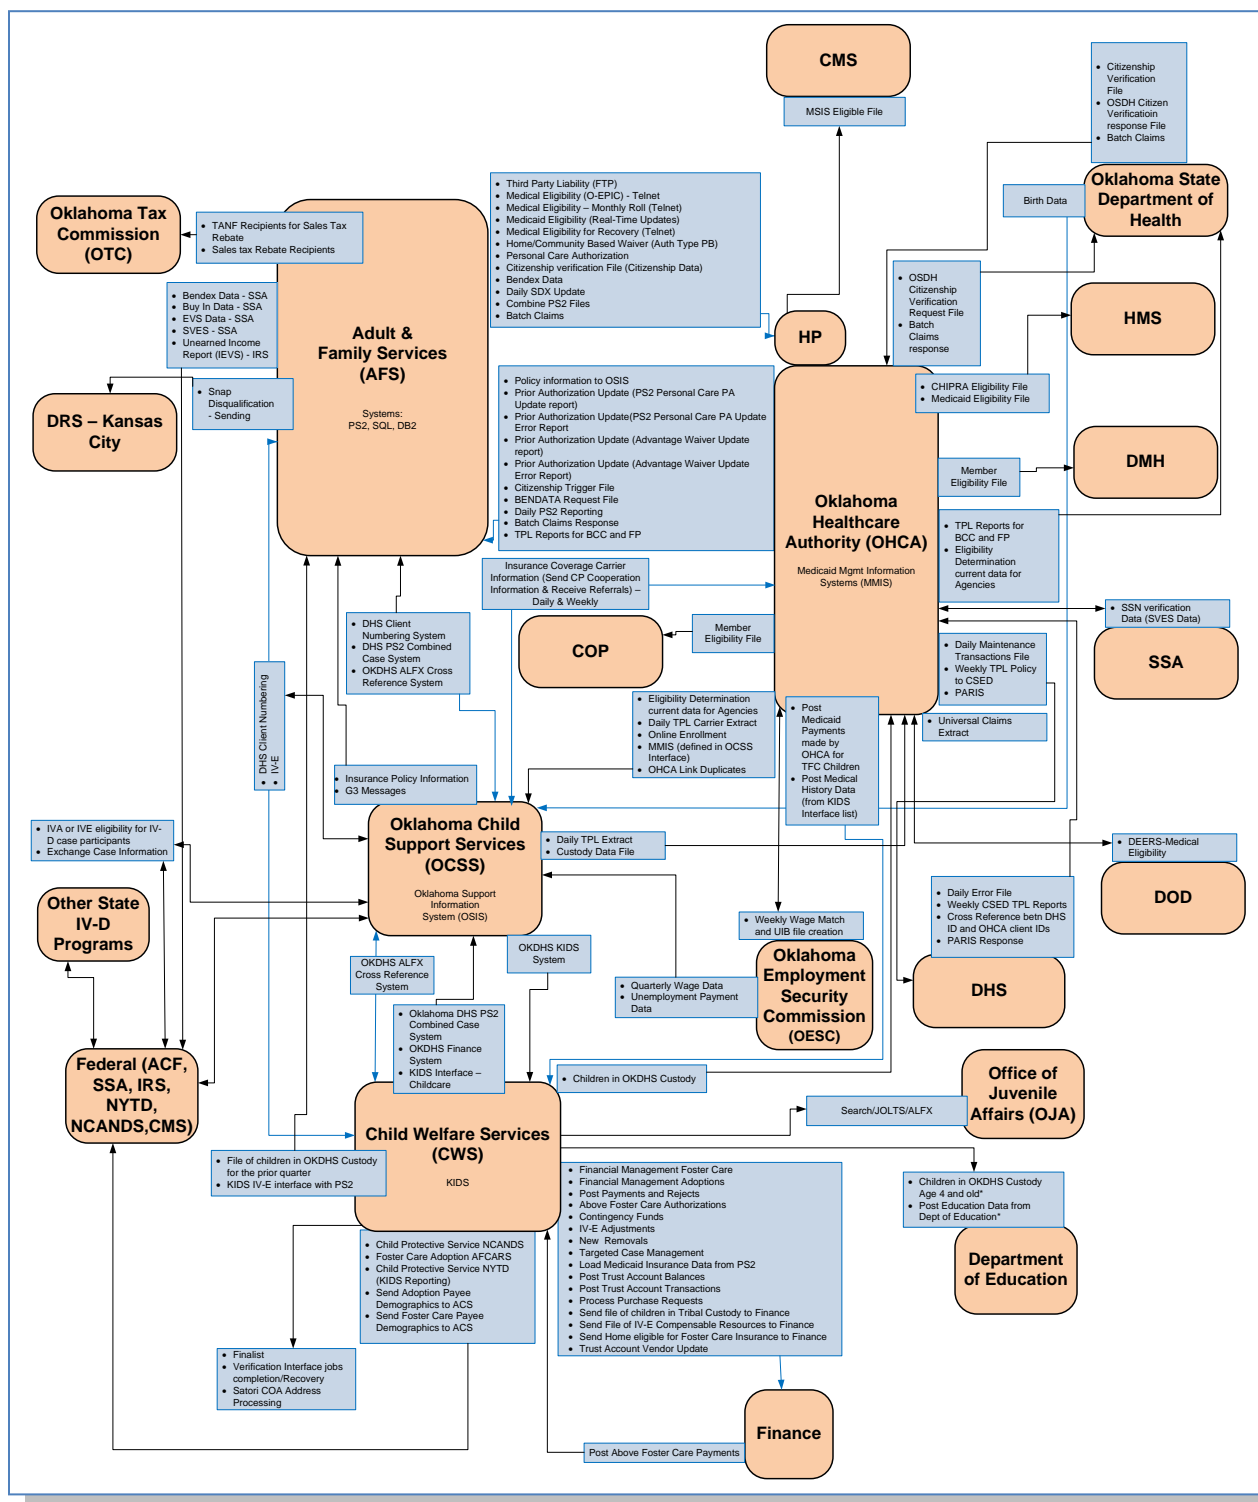 CMS
MSIS Eligible File
• Citizenship
Verification
File
• OSDH Citizen
Verificatioin
response File
• Batch Claims
Oklahoma State
Department of
Health
Birth Data
Oklahoma Tax
Commission
(OTC)
• TANF Recipients for Sales Tax
Rebate
• Sales tax Rebate Recipients
• Third Party Liability (FTP)
• Medical Eligibility (O-EPIC) - Telnet
• Medical Eligibility – Monthly Roll (Telnet)
• Medicaid Eligibility (Real-Time Updates)
• Medical Eligibility for Recovery (Telnet)
• Home/Community Based Waiver (Auth Type PB)
• Personal Care Authorization
• Citizenship verification File (Citizenship Data)
• Bendex Data
• Daily SDX Update
• Combine PS2 Files
• Batch Claims
• Bendex Data - SSA
• Buy In Data - SSA
• EVS Data - SSA
• SVES - SSA
• Unearned Income
Report (IEVS) - IRS
Adult &
Family Services
(AFS)
Systems:
PS2, SQL, DB2
HP
• OSDH
Citizenship
Verification
Request File
• Batch
Claims
response
HMS
• CHIPRA Eligibility File
• Medicaid Eligibility File
• Snap
Disqualification
- Sending
DRS – Kansas
City
• Policy information to OSIS
• Prior Authorization Update (PS2 Personal Care PA
Update report)
• Prior Authorization Update(PS2 Personal Care PA Update
Error Report
• Prior Authorization Update (Advantage Waiver Update
report)
• Prior Authorization Update (Advantage Waiver Update
Error Report)
• Citizenship Trigger File
• BENDATA Request File
• Daily PS2 Reporting
• Batch Claims Response
• TPL Reports for BCC and FP
Oklahoma
Healthcare
Authority (OHCA)
Medicaid Mgmt Information
Systems (MMIS)
Member
Eligibility File
DMH
• TPL Reports for
BCC and FP
• Eligibility
Determination
current data for
Agencies
Insurance Coverage Carrier
Information (Send CP Cooperation
Information & Receive Referrals) –
Daily & Weekly
• SSN verification
Data (SVES Data)
SSA
• DHS Client
Numbering System
• DHS PS2 Combined
Case System
• OKDHS ALFX Cross
Reference System
COP
Member
Eligibility File
• Daily Maintenance
Transactions File
• Weekly TPL Policy
to CSED
• PARIS
• DHS Client Numbering
• IV-E
• Eligibility Determination
current data for Agencies
• Daily TPL Carrier Extract
• Online Enrollment
• MMIS (defined in OCSS
Interface)
• OHCA Link Duplicates
• Post
Medicaid
Payments
made by
OHCA for
TFC Children
• Post Medical
History Data
(from KIDS
Interface list)
• Universal Claims
Extract
• Insurance Policy Information
• G3 Messages
• IVA or IVE eligibility for IV-
D case participants
• Exchange Case Information
Oklahoma Child
Support Services
(OCSS)
Oklahoma Support
Information
System (OSIS)
• Daily TPL Extract
• Custody Data File
• DEERS-Medical
Eligibility
DOD
Other State
IV-D
Programs
• Daily Error File
• Weekly CSED TPL Reports
• Cross Reference betn DHS
ID and OHCA client IDs
• PARIS Response
DHS
• Weekly Wage Match
and UIB file creation
Oklahoma
Employment
Security
Commission
(OESC)
• Quarterly Wage Data
• Unemployment Payment
Data
OKDHS ALFX
Cross Reference
System
OKDHS KIDS
System
• Oklahoma DHS PS2
Combined Case
System
• OKDHS Finance
System
• KIDS Interface –
Childcare
Federal (ACF,
SSA, IRS,
NYTD,
NCANDS,CMS)
• Children in OKDHS Custody
Office of
Juvenile
Affairs (OJA)
Search/JOLTS/ALFX
Child Welfare Services
(CWS)
KIDS
• File of children in OKDHS Custody
for the prior quarter
• KIDS IV-E interface with PS2
• Financial Management Foster Care
• Financial Management Adoptions
• Post Payments and Rejects
• Above Foster Care Authorizations
• Contingency Funds
• IV-E Adjustments
• New  Removals
• Targeted Case Management
• Load Medicaid Insurance Data from PS2
• Post Trust Account Balances
• Post Trust Account Transactions
• Process Purchase Requests
• Send file of children in Tribal Custody to Finance
• Send File of IV-E Compensable Resources to Finance
• Send Home eligible for Foster Care Insurance to Finance
• Trust Account Vendor Update
• Children in OKDHS Custody
Age 4 and old*
• Post Education Data from
Dept of Education*
Department
of Education
• Child Protective Service NCANDS
• Foster Care Adoption AFCARS
• Child Protective Service NYTD
(KIDS Reporting)
• Send Adoption Payee
Demographics to ACS
• Send Foster Care Payee
Demographics to ACS
• Finalist
• Verification Interface jobs
completion/Recovery
• Satori COA Address
Processing
Finance
Post Above Foster Care Payments